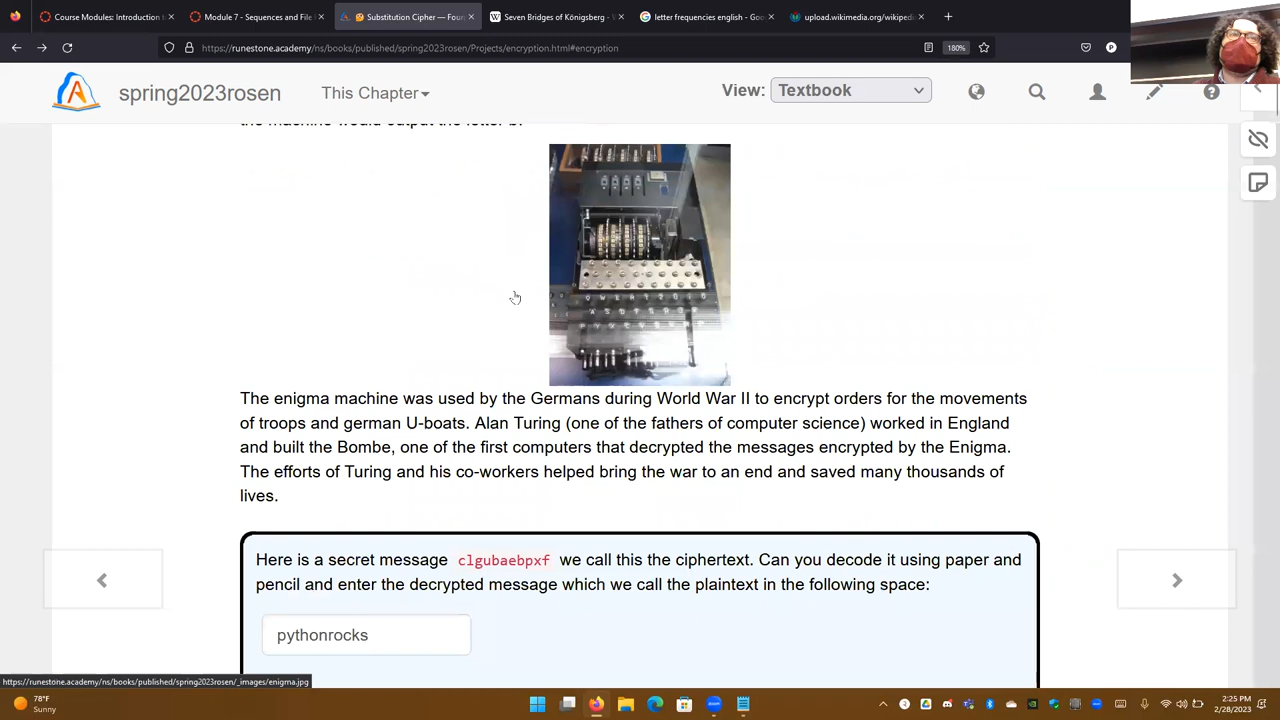 Course Modules: Introduction t
Module 7 - Sequences and File
Substitution Cipher — Foun
Seven Bridges of Königsberg - W
letter frequencies english - Goo
upload.wikimedia.org/wikiped
https://runestone.academy/ns/books/published/spring2023rosen/Projects/encryption.html#encryption
180%
spring2023rosen
This Chapter
View:
Textbook
the machine would output the letter b.
The enigma machine was used by the Germans during World War II to encrypt orders for the movements
of troops and german U-boats. Alan Turing (one of the fathers of computer science) worked in England
and built the Bombe, one of the first computers that decrypted the messages encrypted by the Enigma.
The efforts of Turing and his co-workers helped bring the war to an end and saved many thousands of
lives.
Here is a secret message clgubaebpxf we call this the ciphertext. Can you decode it using paper and
pencil and enter the decrypted message which we call the plaintext in the following space:
pythonrocks
https://runestone.academy/ns/books/published/spring2023rosen/_images/enigma.jpg
78°F
Sunny
2:25 PM
2/28/2023